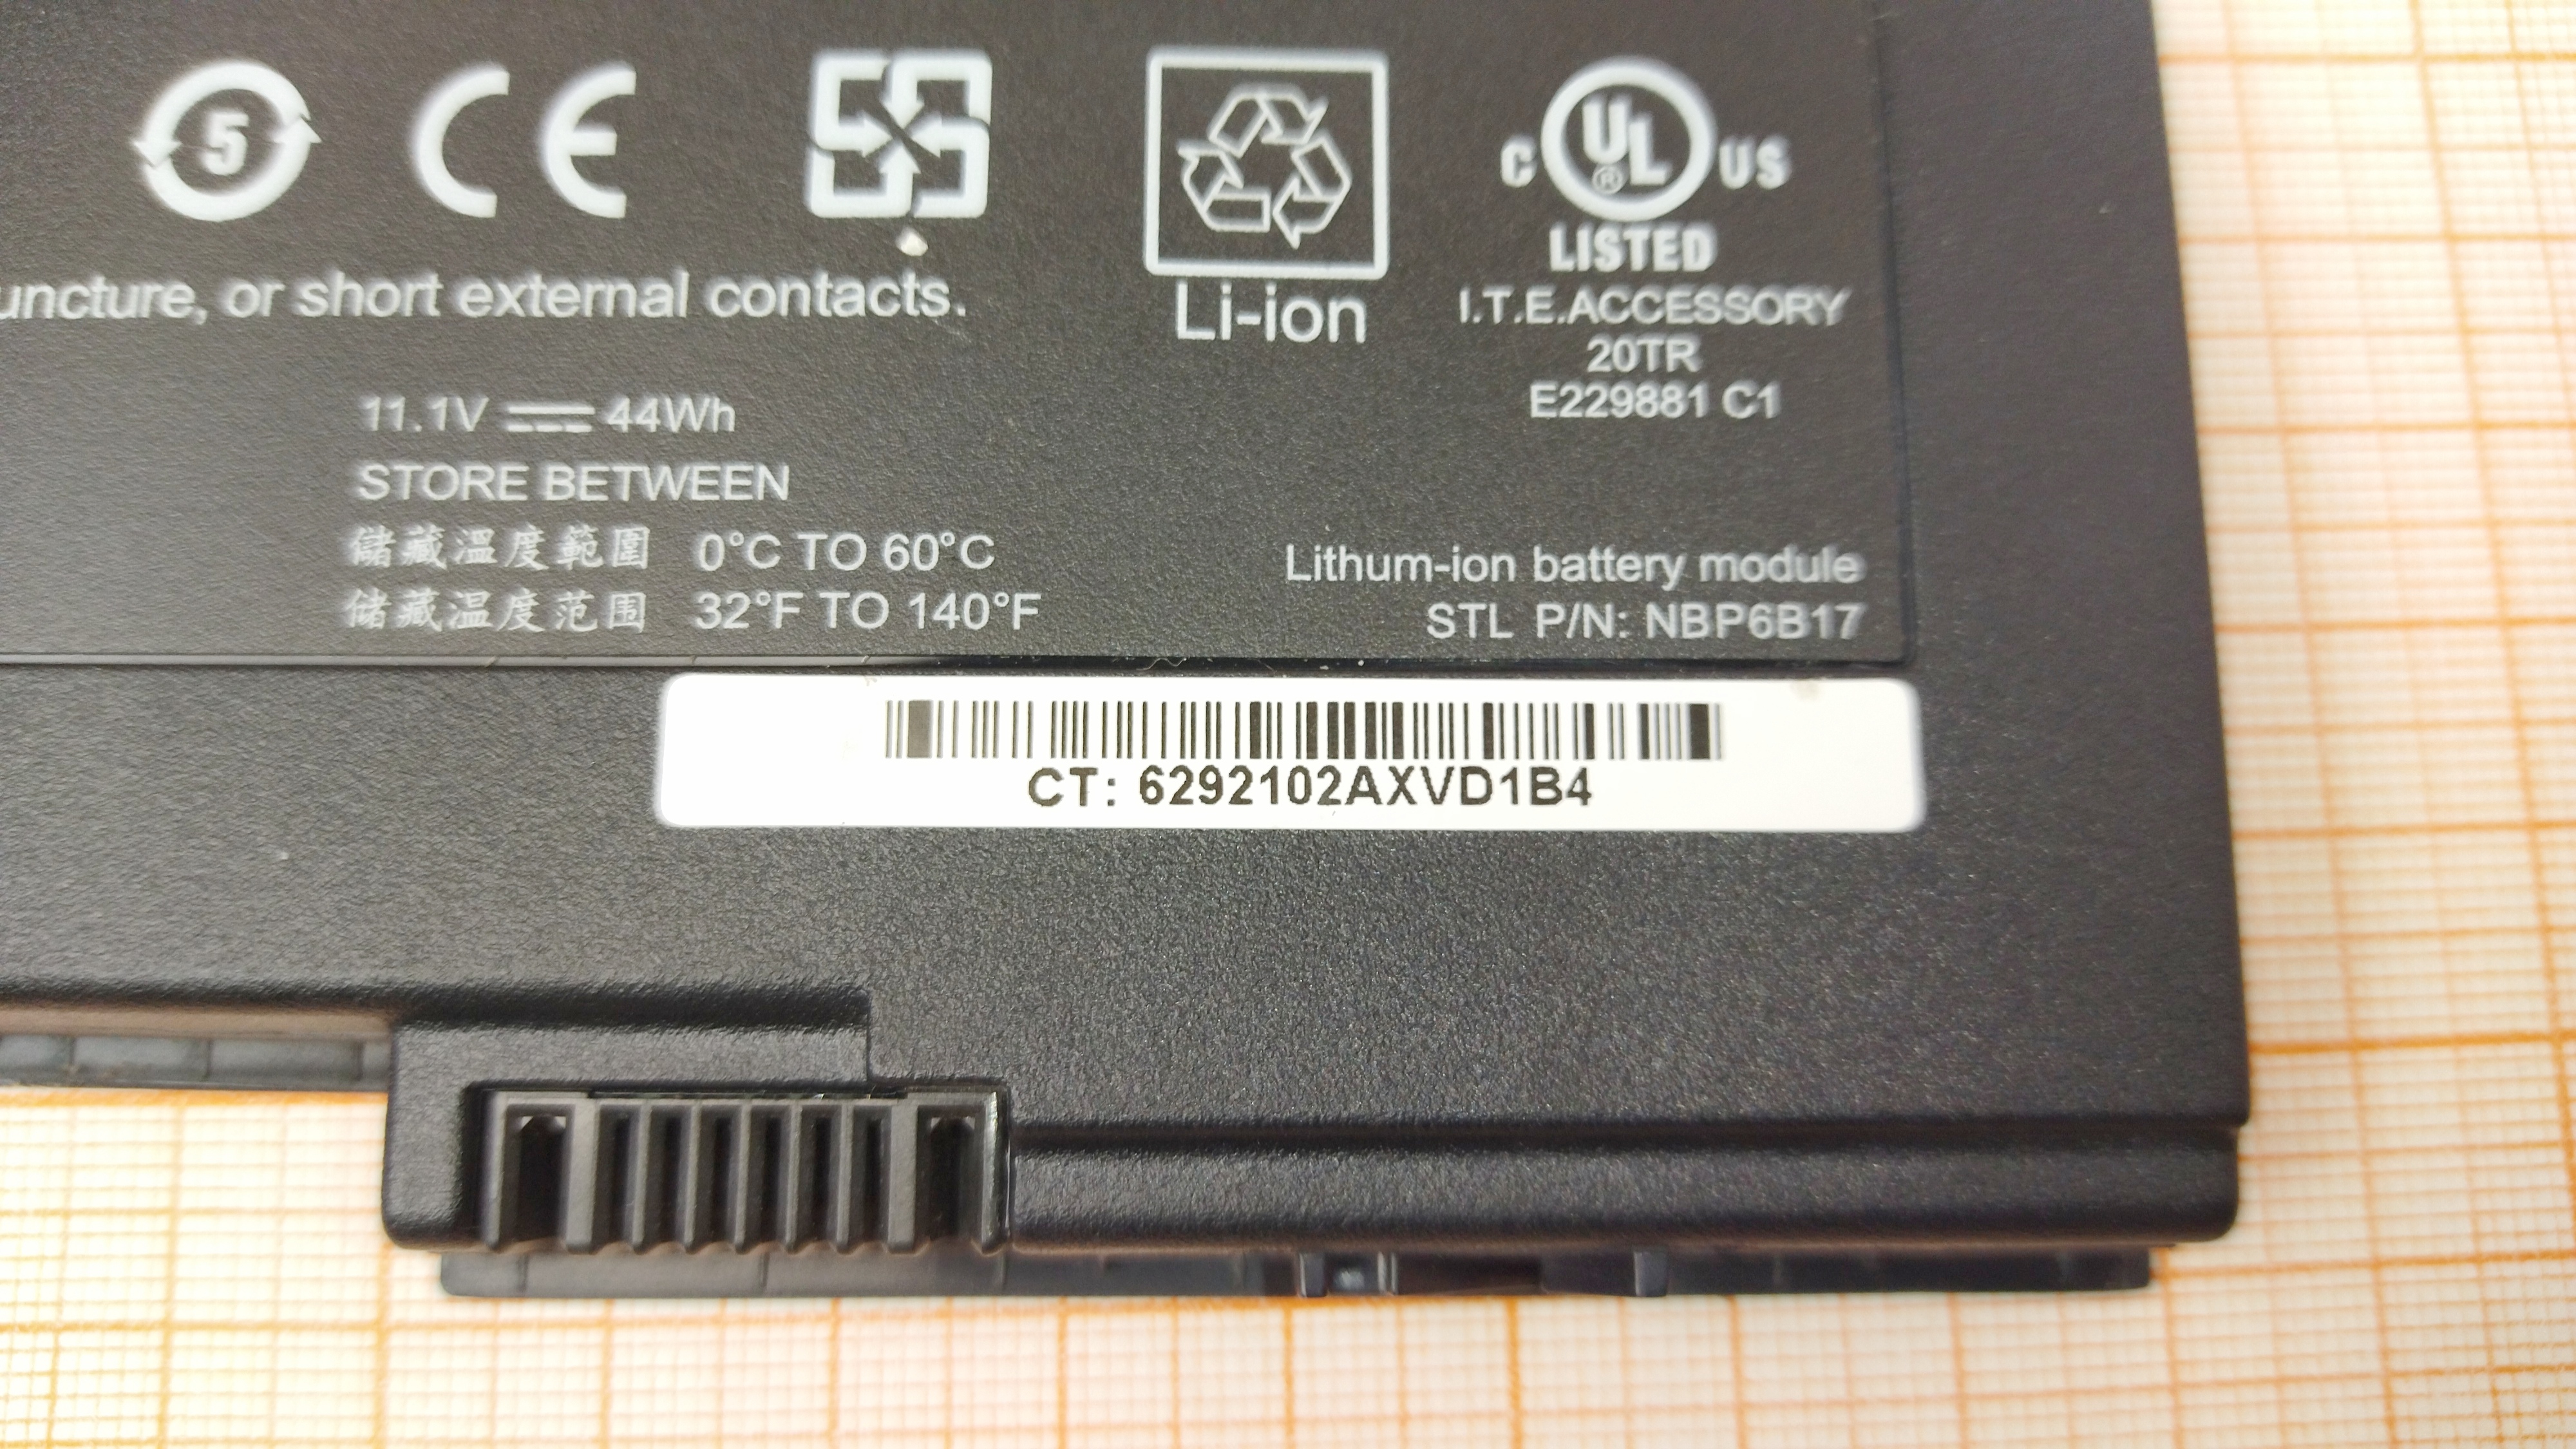 5
CE
C UL® US
LISTED
uncture, or short external contacts.
Li-ion
I.T.E.ACCESSORY
20TR
E229881 C1
11.1V 44Wh
STORE BETWEEN
儲藏溫度範圍 0°C TO 60°C
储藏温度范围 32°F TO 140°F
Lithum-ion battery module
STL P/N: NBP6B17
CT: 6292102AXVD1B4